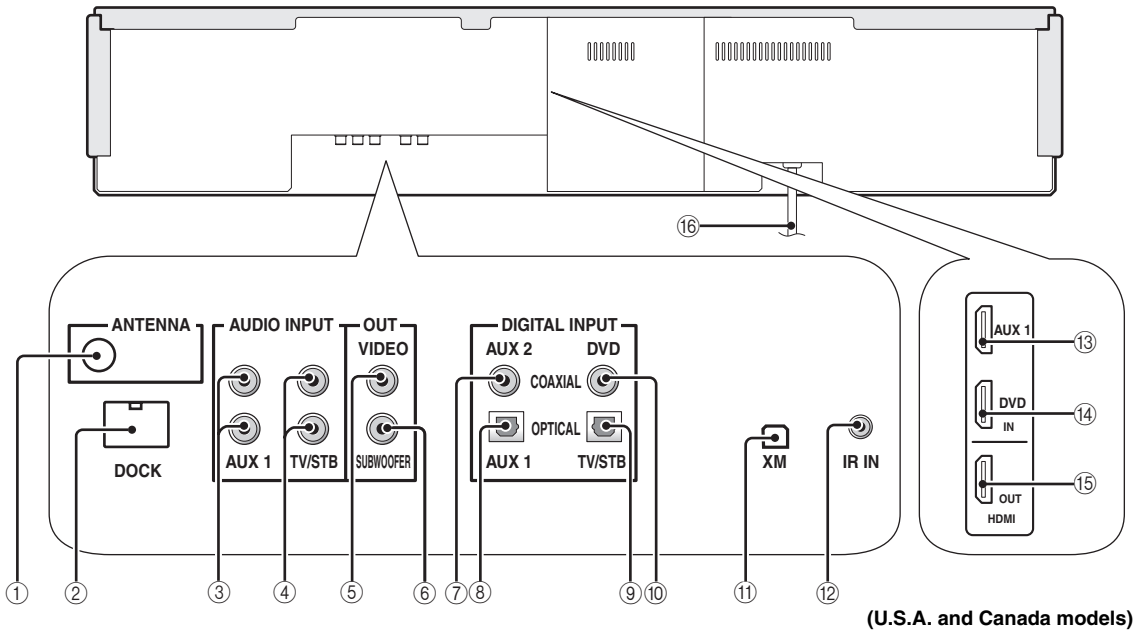 ⑯
ANTENNA AUDIO INPUT OUT DIGITAL INPUT
VIDEO AUX 2 DVD
COAXIAL
OPTICAL
DOCK AUX 1 TV/STB SUBWOOFER AUX 1 TV/STB XM IR IN
AUX 1
DVD
IN
OUT
HDMI
⑬
⑭
⑮
① ② ③ ④ ⑤ ⑥ ⑦ ⑧ ⑨ ⑩ ⑪ ⑫
(U.S.A. and Canada models)